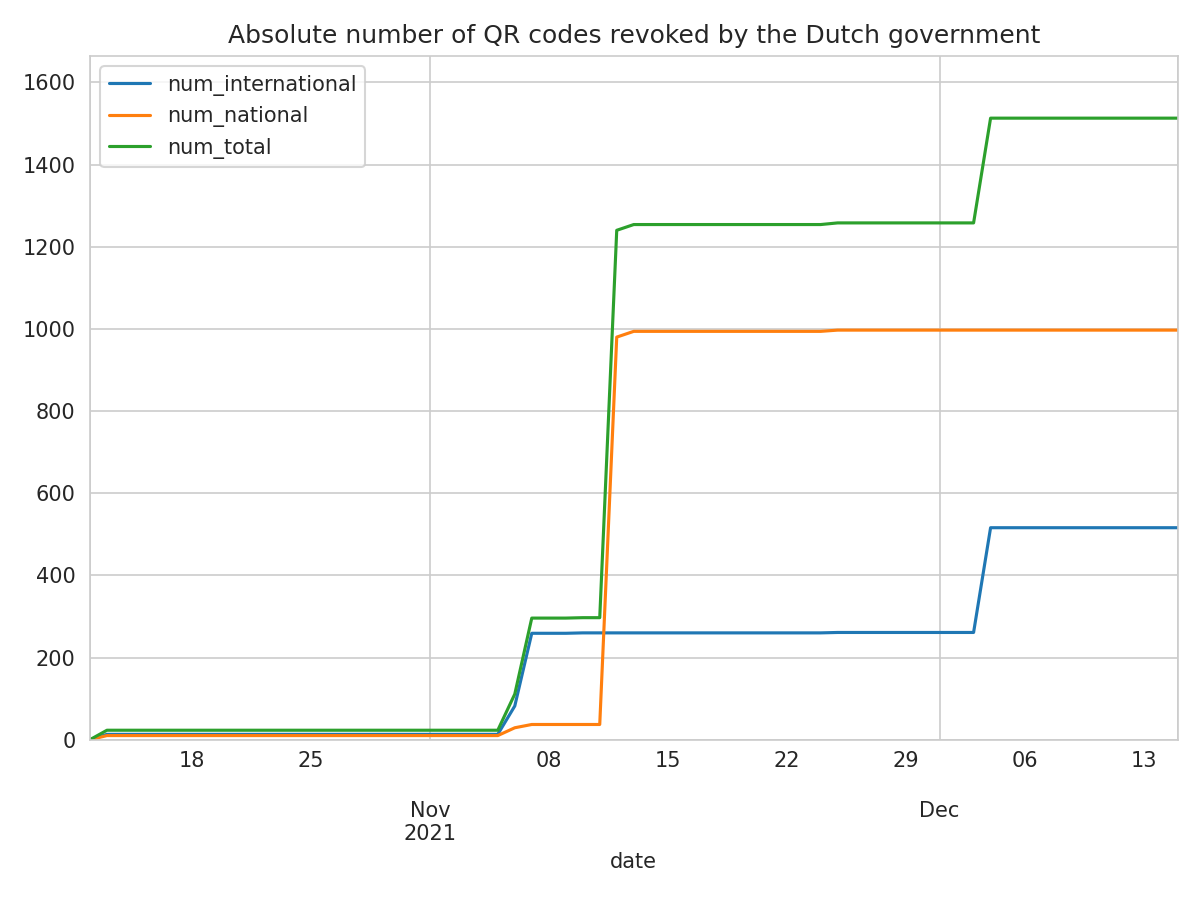 Absolute number of QR codes revoked by the Dutch government
num_international
num_national
num_total
1600
1400
1200
1000
800
600
400
200
0
18 25 08 15 22 29 06 13
Nov Dec
2021
date